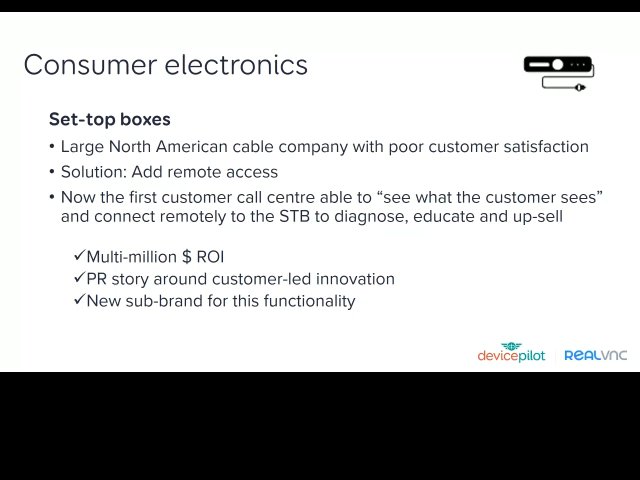 Consumer electronics
Set-top boxes
• Large North American cable company with poor customer satisfaction
• Solution: Add remote access
• Now the first customer call centre able to “see what the customer sees”
and connect remotely to the STB to diagnose, educate and up-sell
✓Multi-million $ ROI
✓PR story around customer-led innovation
✓New sub-brand for this functionality
devicepilot
REALVNC